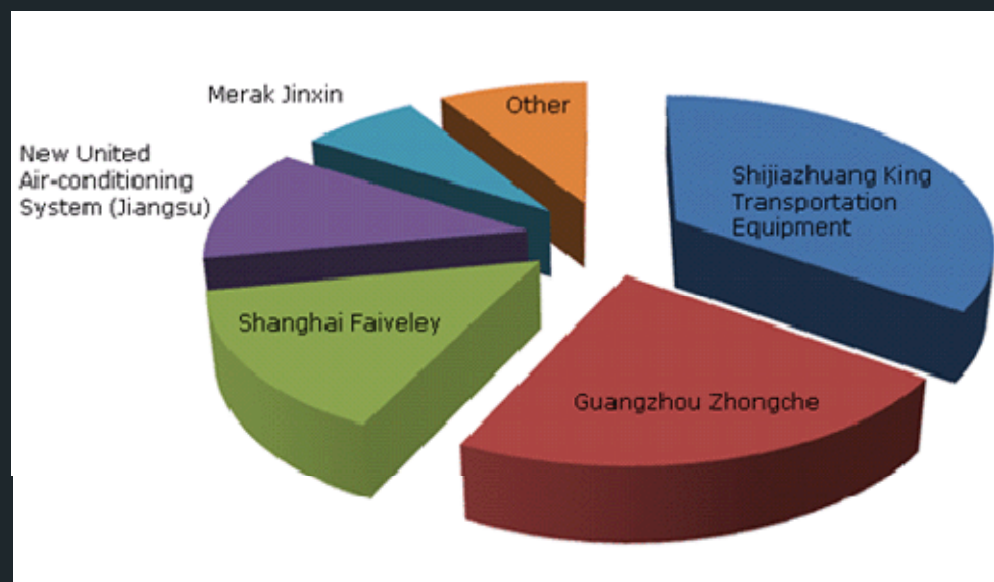 Merak Jinxin
Other
New United
Air-conditioning
System (Jiangsu)
Shijiazhuang King
Transportation
Equipment
Shanghai Faiveley
Guangzhou Zhongche